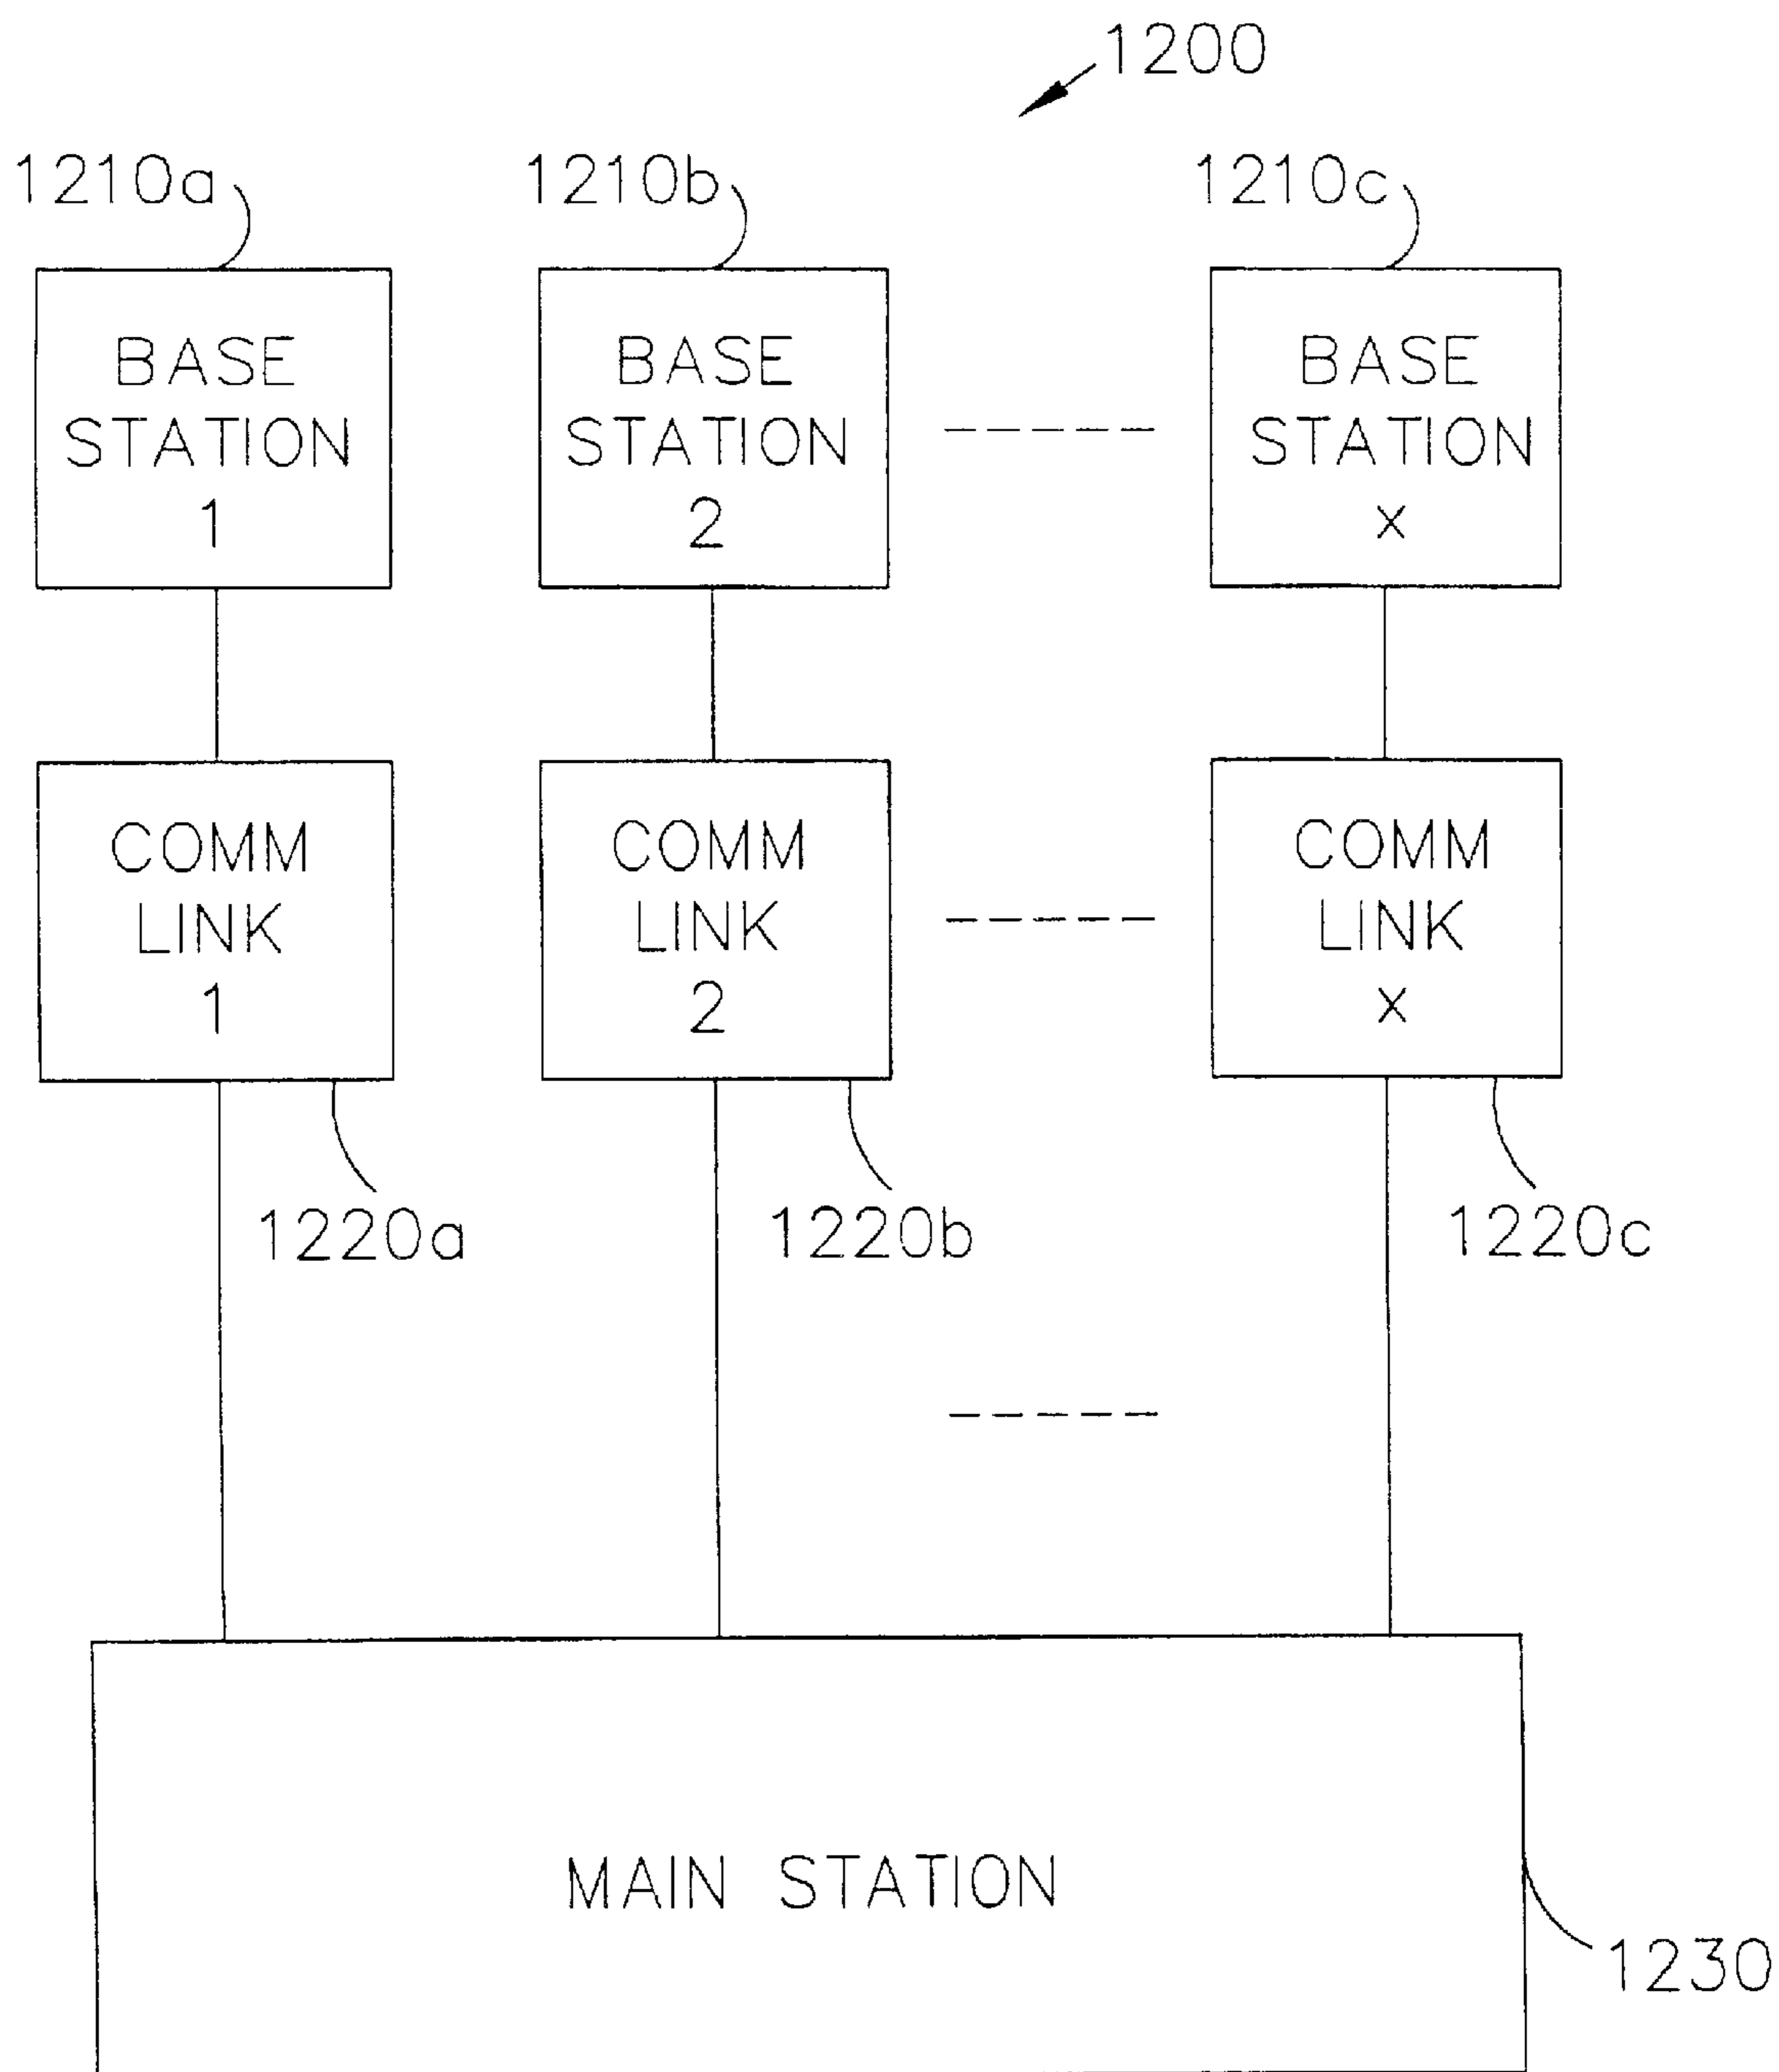 1200
1210a
1210b
1210c
BASE
STATION
1
BASE
STATION
2
BASE
STATION
x
COMM
LINK
1
COMM
LINK
2
COMM
LINK
x
1220a
1220b
1220c
MAIN STATION
1230